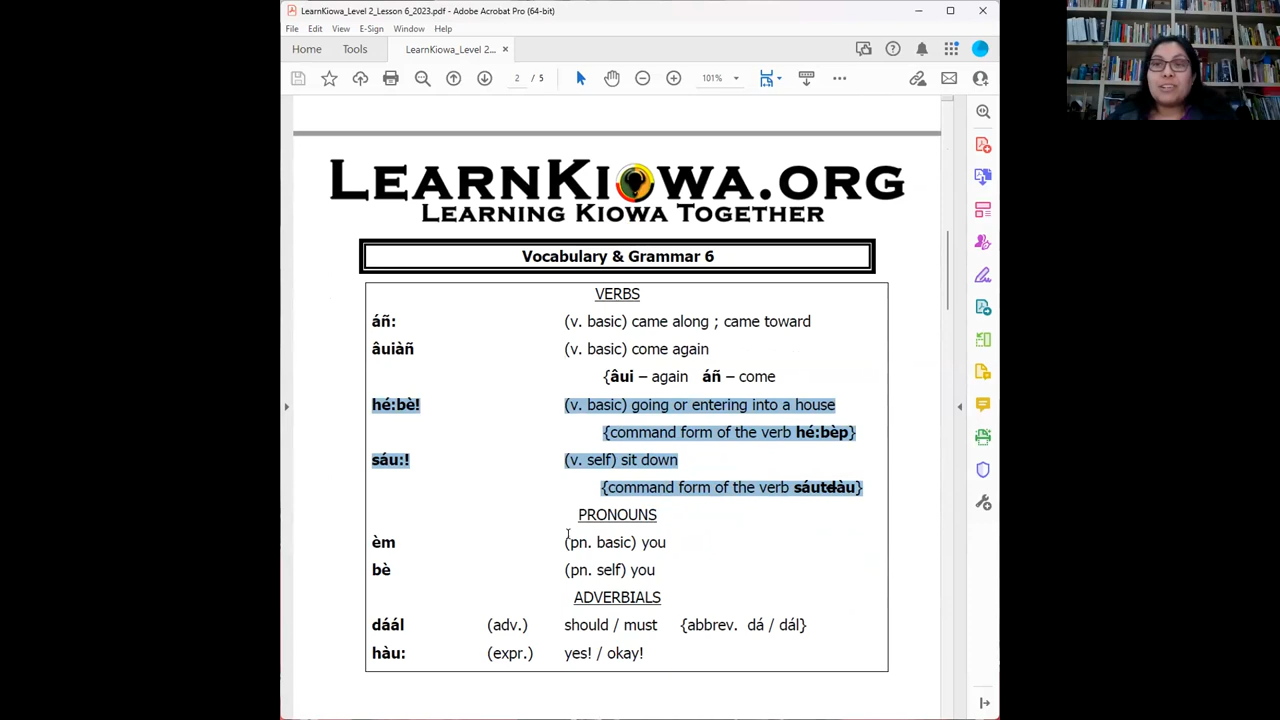 LearnKiowa_Level 2_Lesson 6_2023.pdf - Adobe Acrobat Pro (64-bit)
File Edit View E-Sign Window Help
Home Tools LearnKiowa_Level 2... ×
2 / 5 101%
LEARNKIOWA.ORG
LEARNING KIOWA TOGETHER
Vocabulary & Grammar 6
VERBS
áñ: (v. basic) came along ; came toward
âuiàñ (v. basic) come again
{âui – again áñ – come
hé:bè! (v. basic) going or entering into a house
{command form of the verb hé:bèp}
sáu:! (v. self) sit down
{command form of the verb sáut̶dàu}
PRONOUNS
èm (pn. basic) you
bè (pn. self) you
ADVERBIALS
dáál (adv.) should / must {abbrev. dá / dál}
hàu: (expr.) yes! / okay!